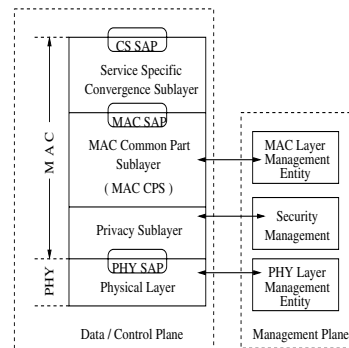 CS SAP
Service Specific
Convergence Sublayer
MAC SAP
MAC Common Part
Sublayer
( MAC CPS )
Privacy Sublayer
PHY SAP
Physical Layer
M A C
PHY
Data / Control Plane
MAC Layer
Management
Entity
Security
Management
PHY Layer
Management
Entity
Management Plane